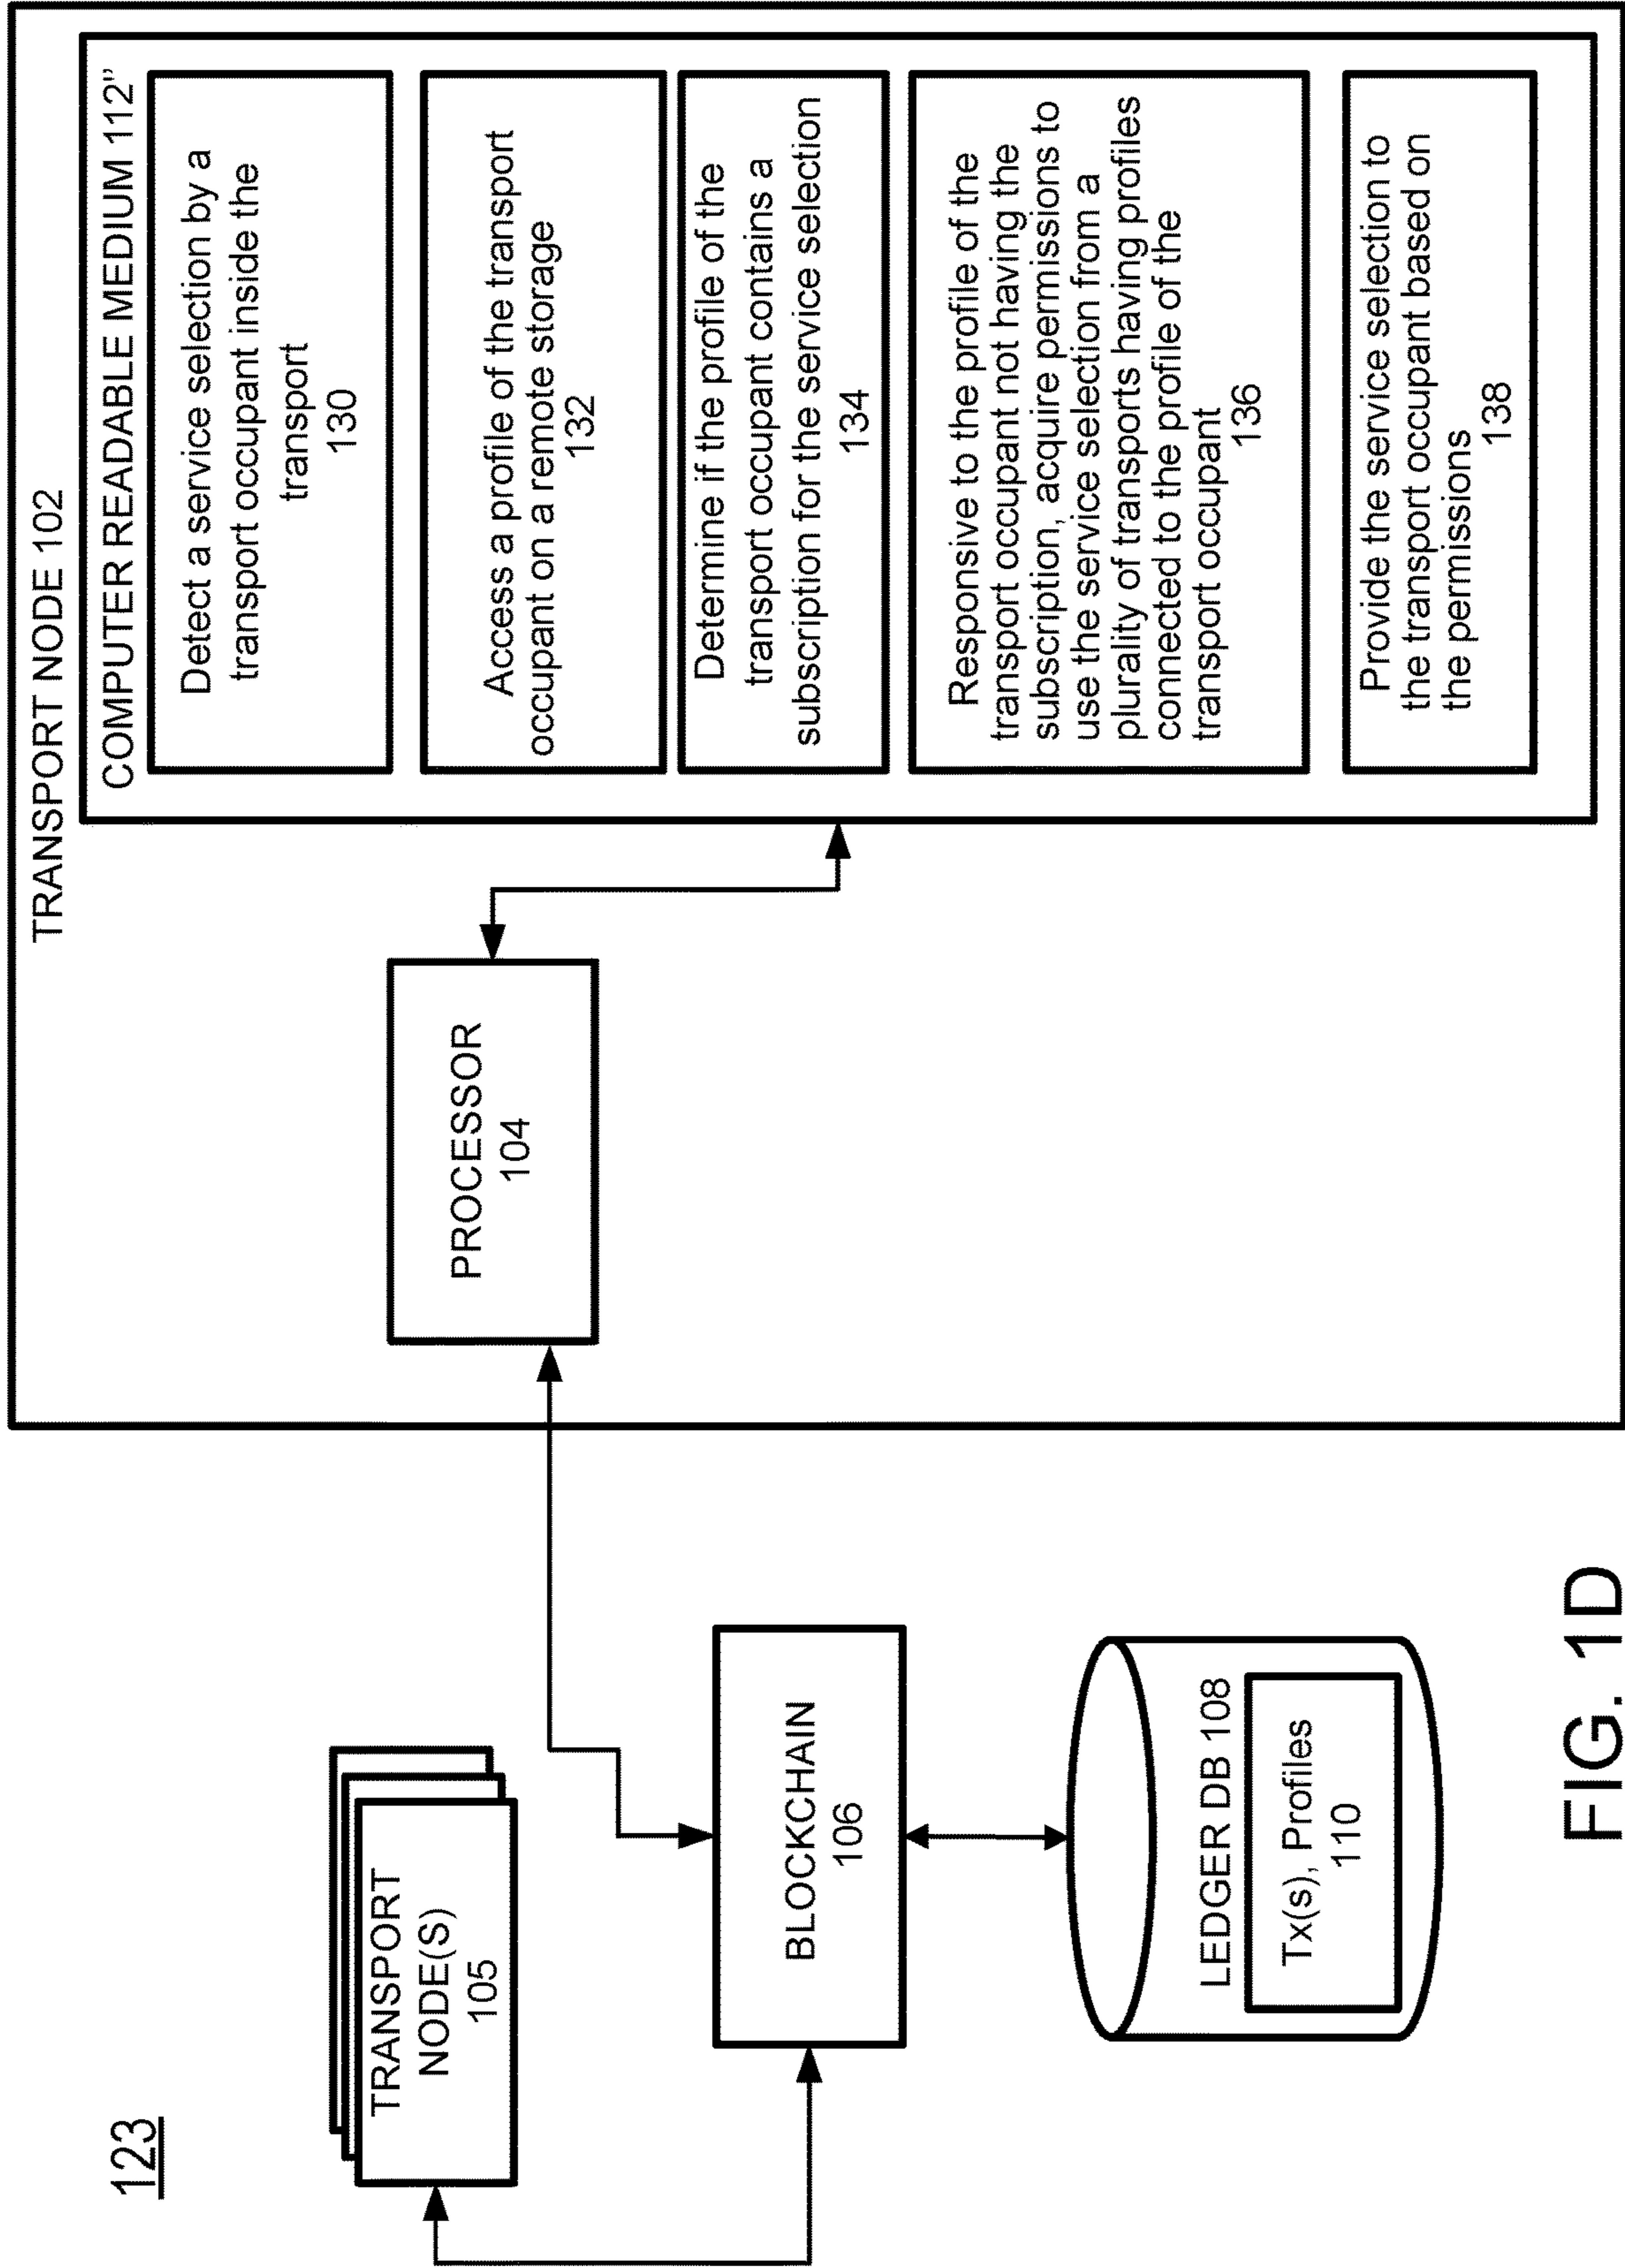 123
TRANSPORT NODE 102
COMPUTER READABLE MEDIUM 112"
Detect a service selection by a
transport occupant inside the
transport
130
Access a profile of the transport
occupant on a remote storage
132
Determine if the profile of the
transport occupant contains a
subscription for the service selection
134
Responsive to the profile of the
transport occupant not having the
subscription, acquire permissions to
use the service selection from a
plurality of transports having profiles
connected to the profile of the
transport occupant
136
Provide the service selection to
the transport occupant based on
the permissions
138
PROCESSOR
104
TRANSPORT
NODE(S)
105
BLOCKCHAIN
106
LEDGER DB 108
Tx(s), Profiles
110
FIG. 1D